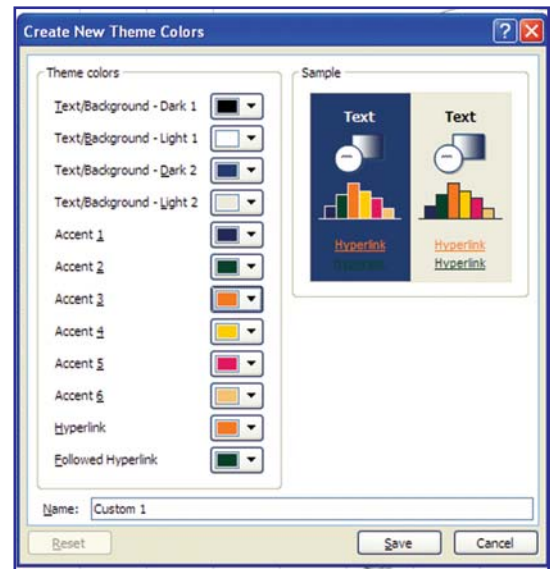 Create New Theme Colors
Theme colors
Text/Background - Dark 1
Text/Background - Light 1
Text/Background - Dark 2
Text/Background - Light 2
Accent 1
Accent 2
Accent 3
Accent 4
Accent 5
Accent 6
Hyperlink
Followed Hyperlink
Sample
Text Text
Hyperlink Hyperlink
Hyperlink Hyperlink
Name: Custom 1
Reset Save Cancel